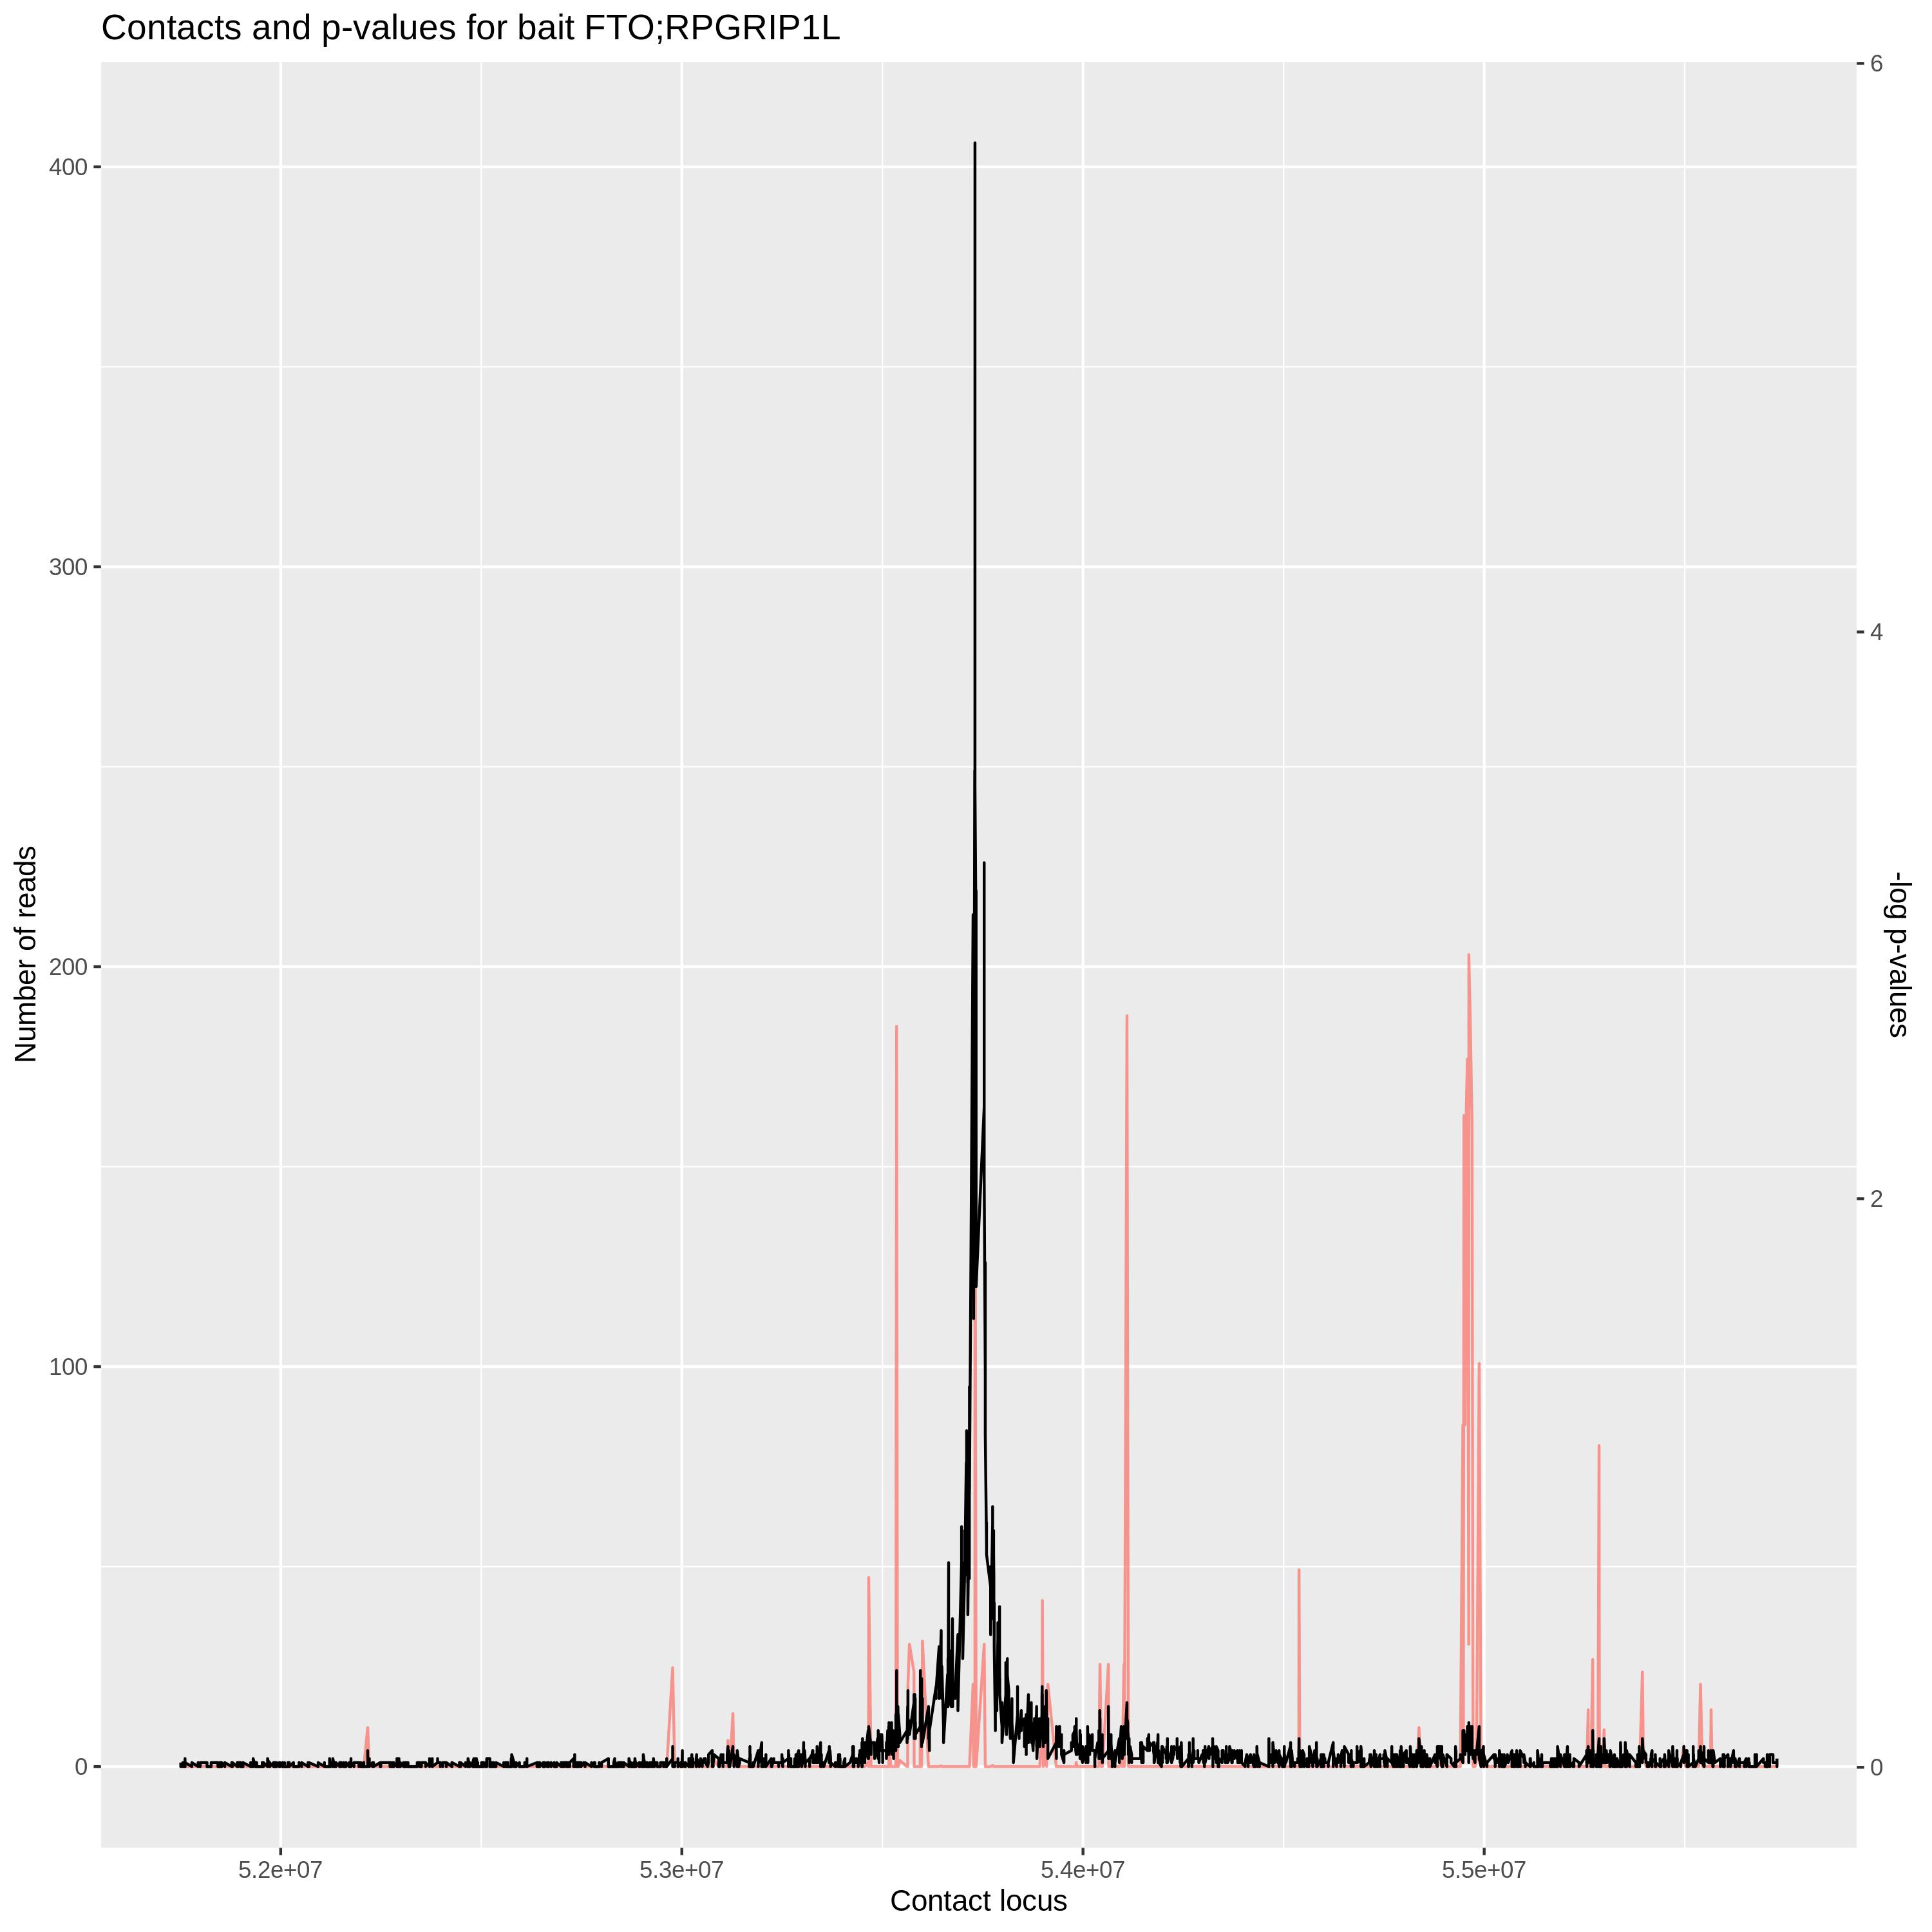 Contacts and p-values for bait FTO;RPGRIP1L
6
400
300
4
Number of reads
-log p-values
200
2
100
0
0
5.2e+07
5.3e+07
5.4e+07
5.5e+07
Contact locus